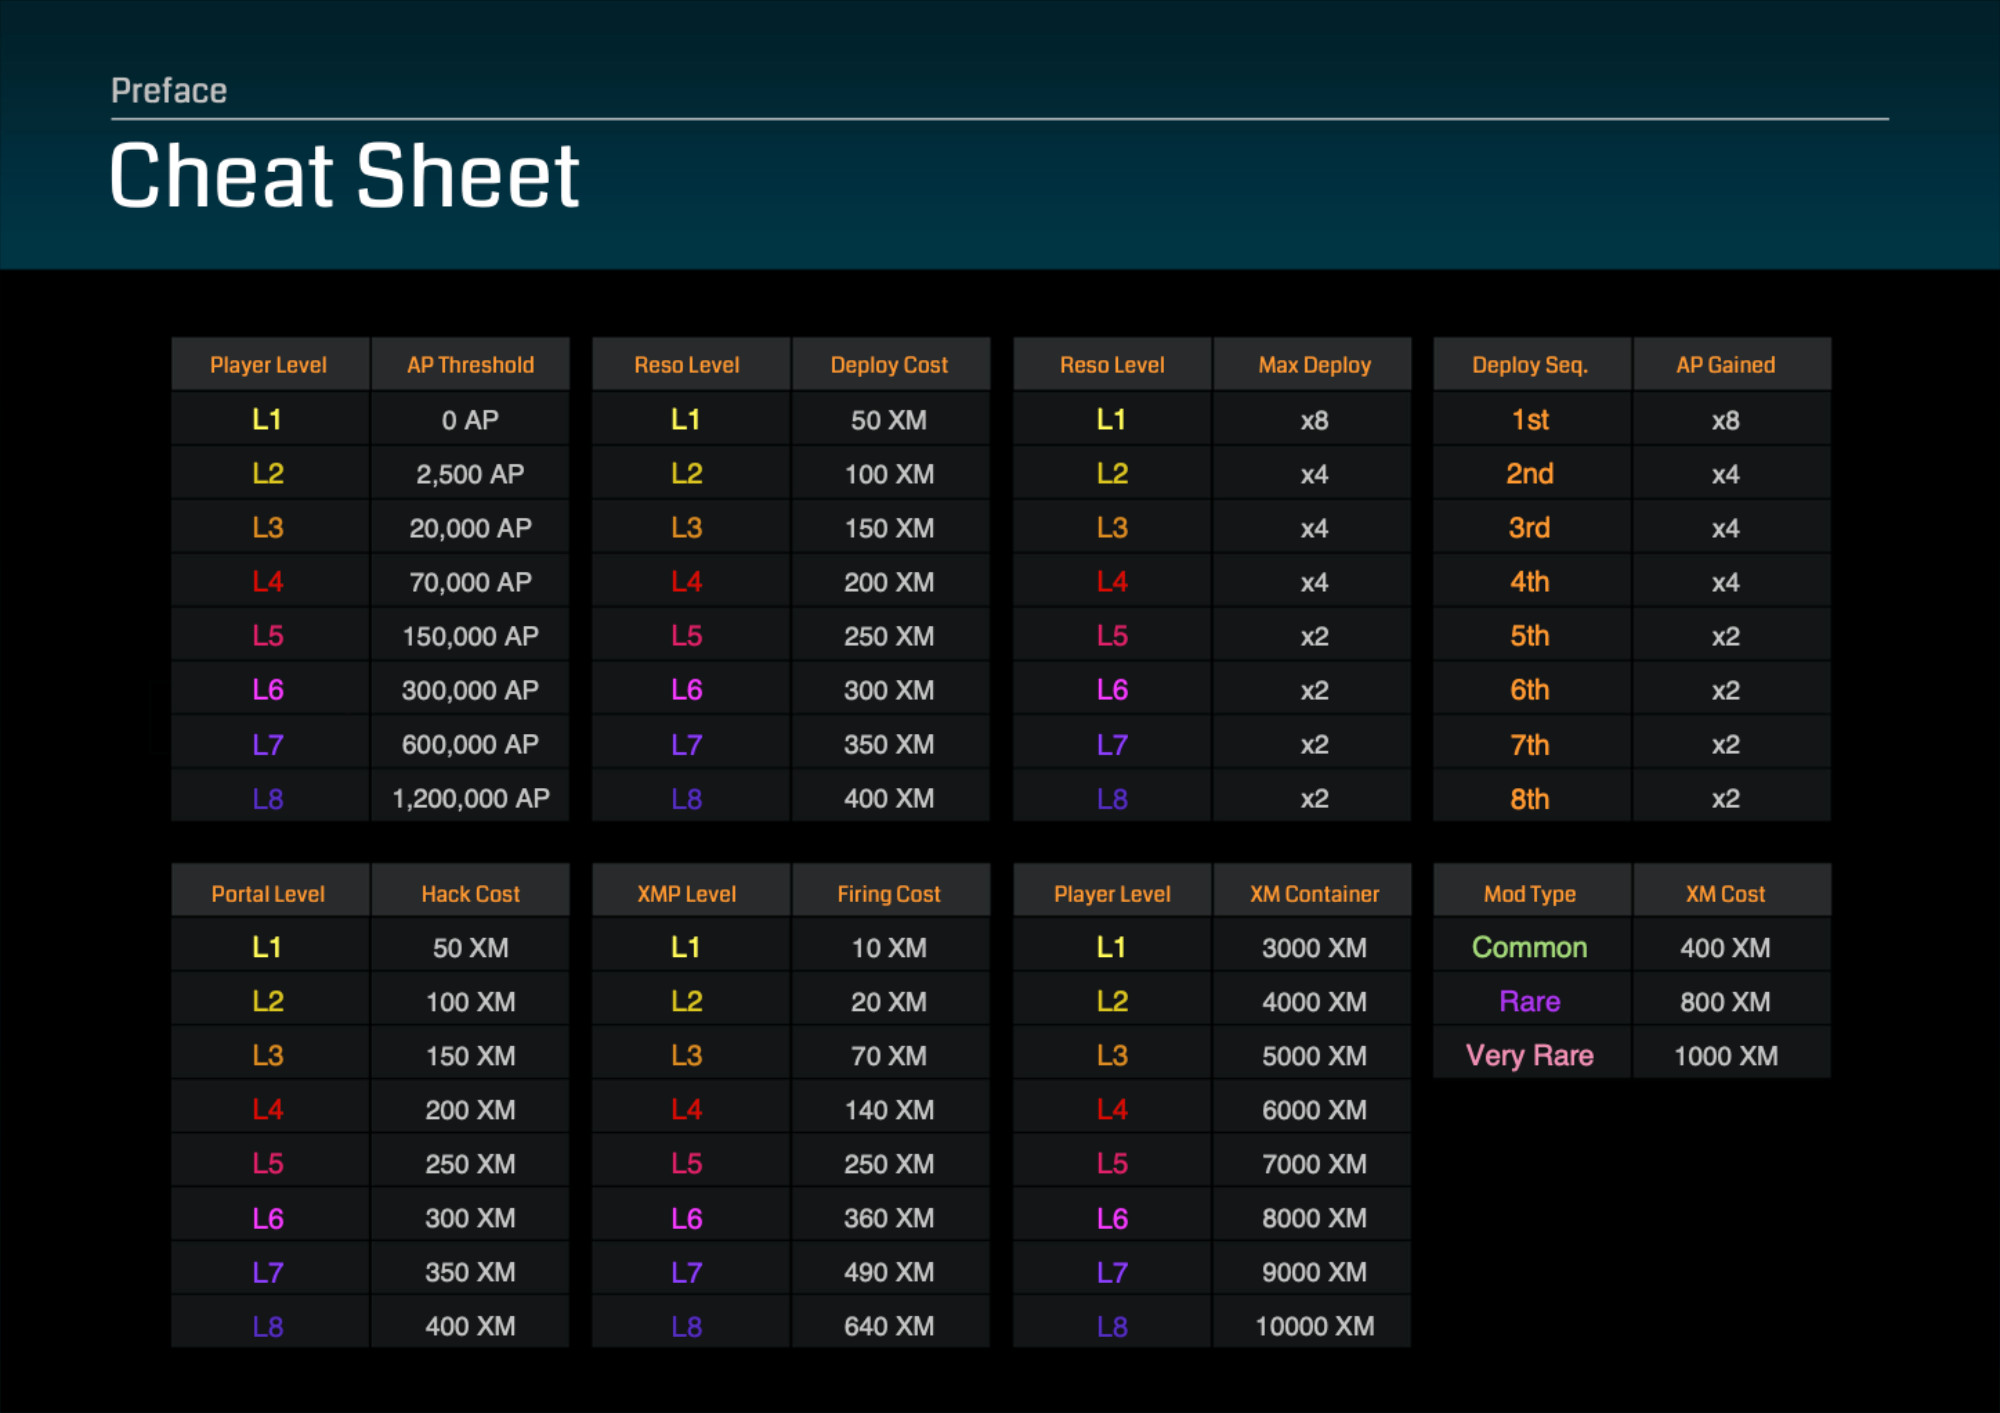 Preface
Cheat Sheet
Player Level AP Threshold
L1 0 AP
L2 2,500 AP
L3 20,000 AP
L4 70,000 AP
L5 150,000 AP
L6 300,000 AP
L7 600,000 AP
L8 1,200,000 AP
Reso Level Deploy Cost
L1 50 XM
L2 100 XM
L3 150 XM
L4 200 XM
L5 250 XM
L6 300 XM
L7 350 XM
L8 400 XM
Reso Level Max Deploy
L1 x8
L2 x4
L3 x4
L4 x4
L5 x2
L6 x2
L7 x2
L8 x2
Deploy Seq. AP Gained
1st x8
2nd x4
3rd x4
4th x4
5th x2
6th x2
7th x2
8th x2
Portal Level Hack Cost
L1 50 XM
L2 100 XM
L3 150 XM
L4 200 XM
L5 250 XM
L6 300 XM
L7 350 XM
L8 400 XM
XMP Level Firing Cost
L1 10 XM
L2 20 XM
L3 70 XM
L4 140 XM
L5 250 XM
L6 360 XM
L7 490 XM
L8 640 XM
Player Level XM Container
L1 3000 XM
L2 4000 XM
L3 5000 XM
L4 6000 XM
L5 7000 XM
L6 8000 XM
L7 9000 XM
L8 10000 XM
Mod Type XM Cost
Common 400 XM
Rare 800 XM
Very Rare 1000 XM